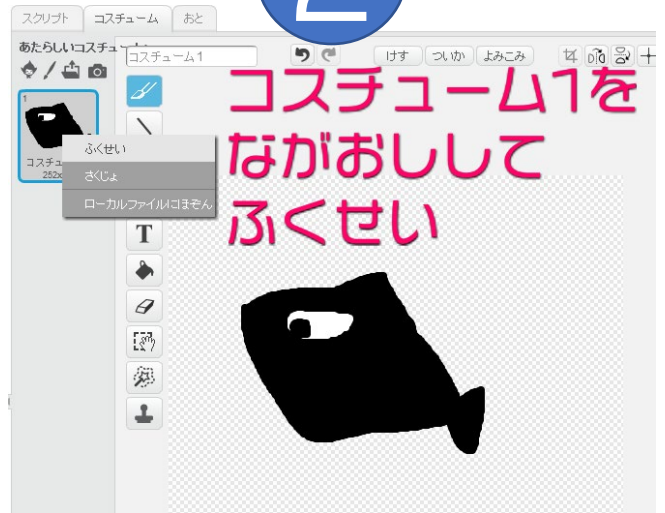 2
スクリプト
コスチューム
おと
あたらしいコスチューム:
コスチューム1
けす
ついか
よみこみ
1
コスチュ
252x
ふくせい
さくじょ
ローカルファイルにほぞん
T
コスチューム1を
ながおしして
ふくせい